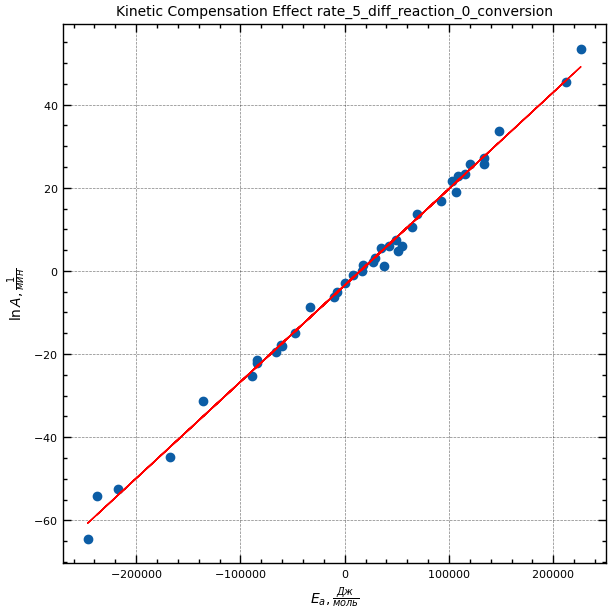 Kinetic Compensation Effect rate_5_diff_reaction_0_conversion
ln A, 1/мин
40
20
0
−20
−40
−60
−200000 −100000 0 100000 200000
E_a, Дж/моль